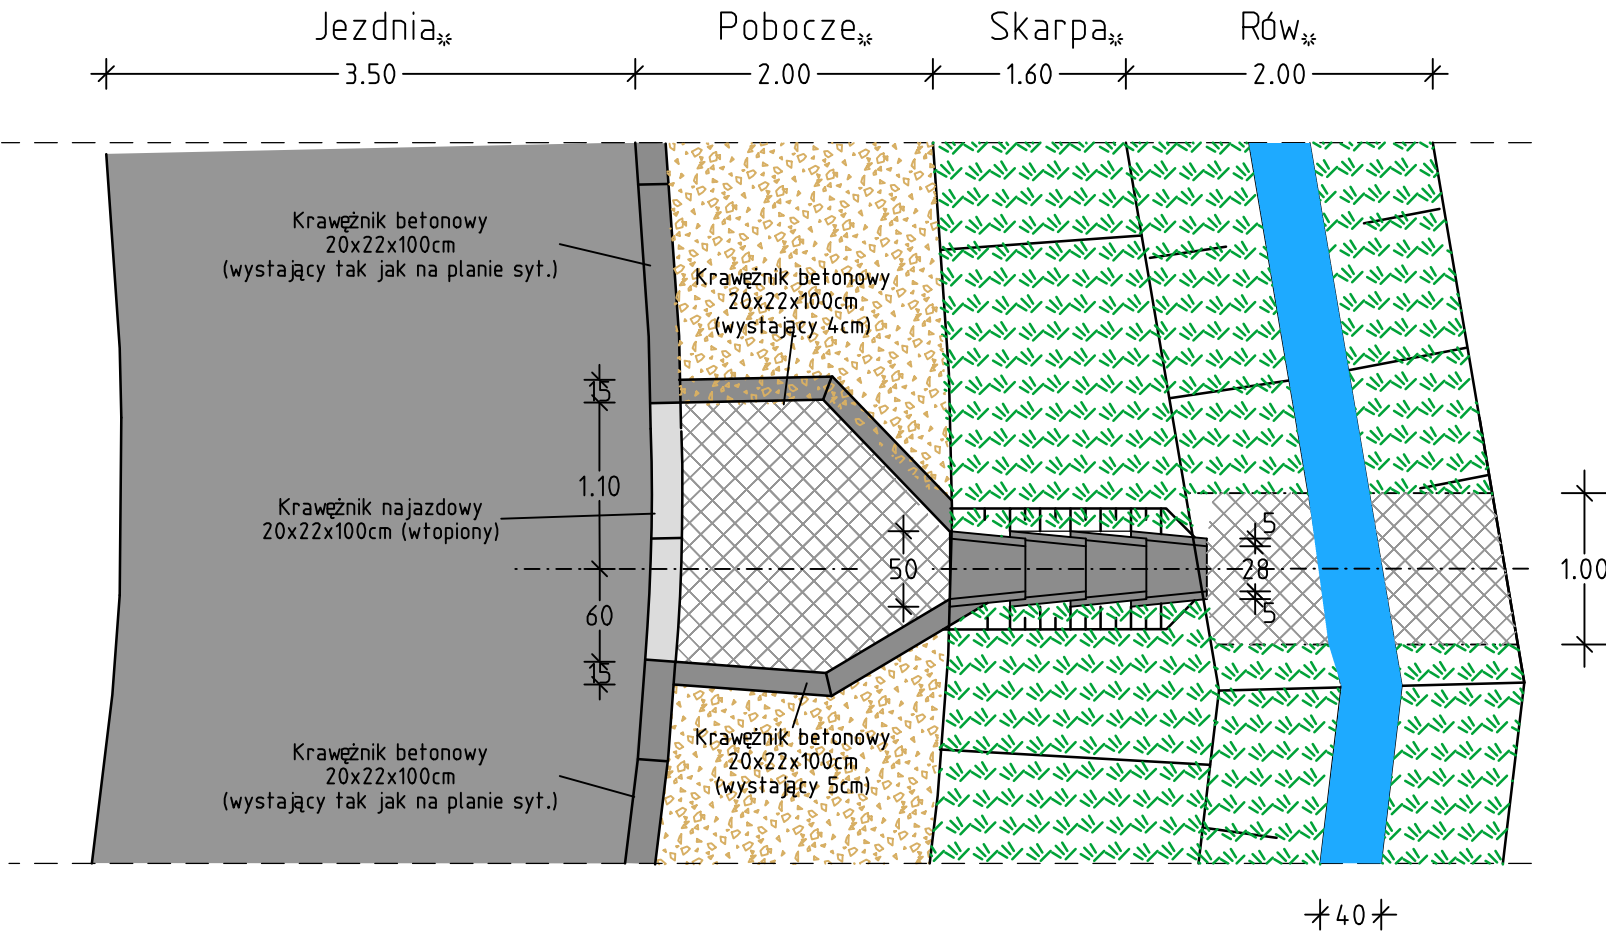 Jezdnia*
Pobocze*
Skarpa*
Rów*
3.50
2.00
1.60
2.00
Krawężnik betonowy
20x22x100cm
(wystający tak jak na planie syt.)
Krawężnik betonowy
20x22x100cm
(wystający 4cm)
15
1.10
Krawężnik najazdowy
20x22x100cm (wtopiony)
60
15
50
5
28
5
1.00
Krawężnik betonowy
20x22x100cm
(wystający tak jak na planie syt.)
Krawężnik betonowy
20x22x100cm
(wystający 5cm)
40